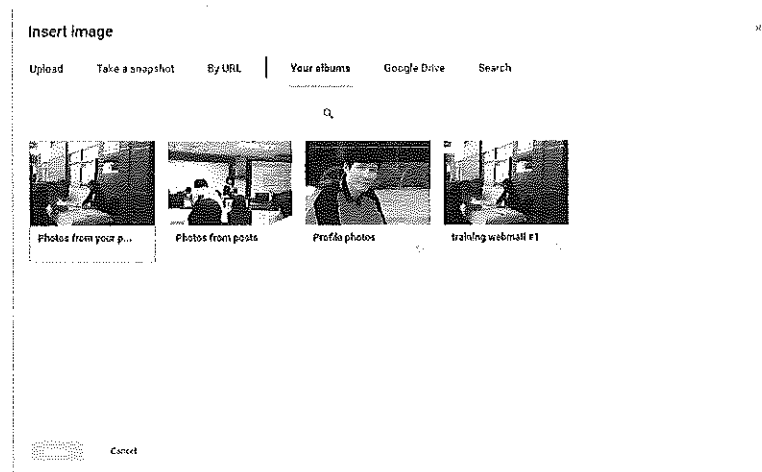 Insert image
Upload Take a snapshot By URL Your albums Google Drive Search
Photos from your p... Photos from posts Profile photos training webmail #1
Cancel